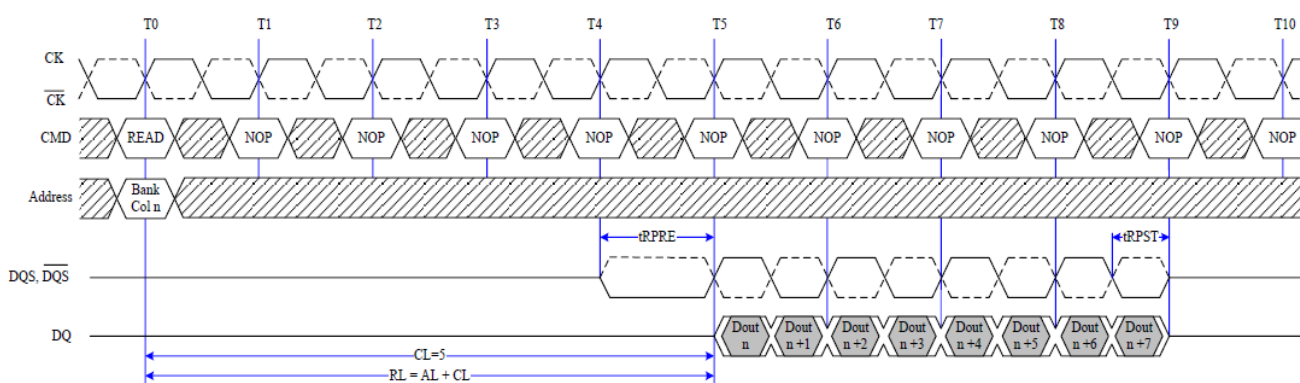 T0 T1 T2 T3 T4 T5 T6 T7 T8 T9 T10
CK
CK
CMD READ NOP NOP NOP NOP NOP NOP NOP NOP NOP NOP
Address Bank
Col n
tRPRE tRPST
DQS, DQS
DQ Dout Dout Dout Dout Dout Dout Dout Dout
n n +1 n +2 n +3 n +4 n +5 n +6 n +7
CL=5
RL = AL + CL